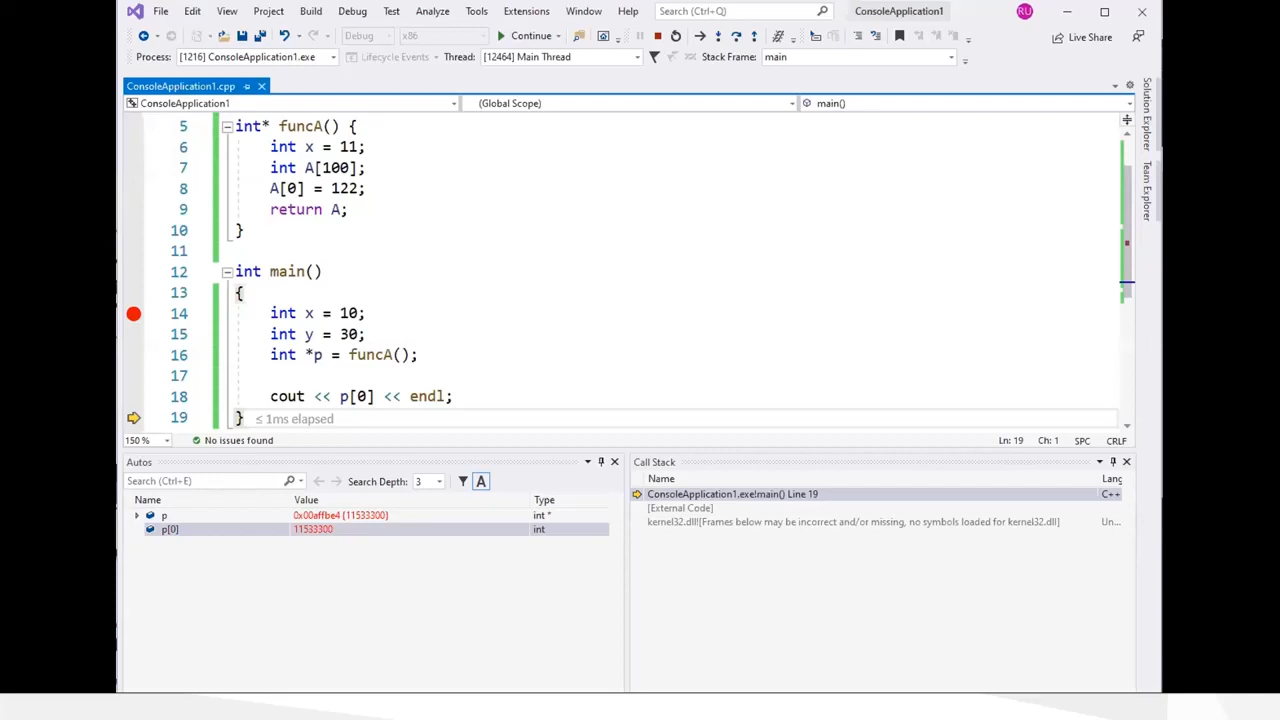 File Edit View Project Build Debug Test Analyze Tools Extensions Window Help Search (Ctrl+Q) ConsoleApplication1 RU
Debug x86 Continue Live Share
Process: [1216] ConsoleApplication1.exe Lifecycle Events Thread: [12464] Main Thread Stack Frame: main
ConsoleApplication1.cpp
ConsoleApplication1 (Global Scope) main()
5 int* funcA() {
6 int x = 11;
7 int A[100];
8 A[0] = 122;
9 return A;
10 }
11
12 int main()
13 {
14 int x = 10;
15 int y = 30;
16 int *p = funcA();
17
18 cout << p[0] << endl;
19 } ≤ 1ms elapsed
150 % No issues found Ln: 19 Ch: 1 SPC CRLF
Solution Explorer
Team Explorer
Autos
Search (Ctrl+E) Search Depth: 3 A
Name Value Type
p 0x00affbe4 {11533300} int *
p[0] 11533300 int
Call Stack
Name Lang
ConsoleApplication1.exe!main() Line 19 C++
[External Code]
kernel32.dll![Frames below may be incorrect and/or missing, no symbols loaded for kernel32.dll] Un...